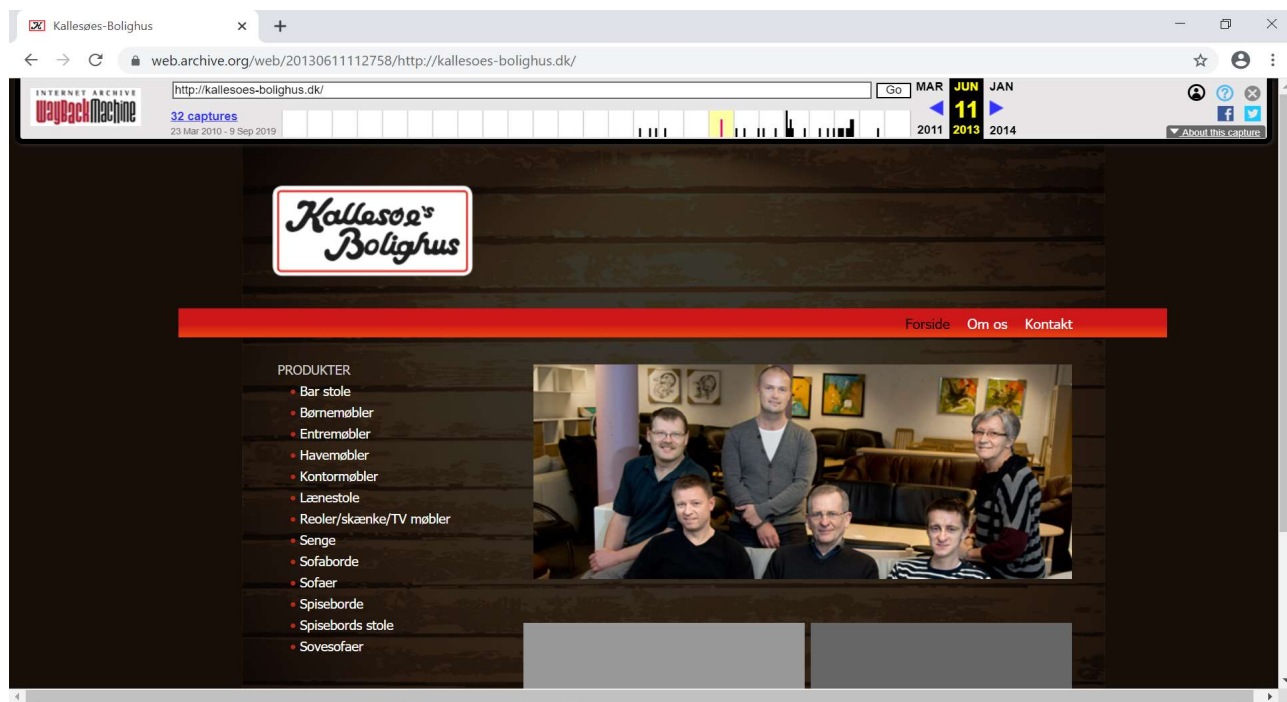 Kallesøes-Bolighus
web.archive.org/web/20130611112758/http://kallesoes-bolighus.dk/
INTERNET ARCHIVE
WayBackMachine
http://kallesoes-bolighus.dk/
Go
MAR JUN JAN
32 captures
11
23 Mar 2010 - 9 Sep 2019
2011 2013 2014
About this capture
Kallesøe's
Bolighus
Forside Om os Kontakt
PRODUKTER
Bar stole
Børnemøbler
Entremøbler
Havemøbler
Kontormøbler
Lænestole
Reoler/skænke/TV møbler
Senge
Sofaborde
Sofaer
Spiseborde
Spisebords stole
Sovesofaer